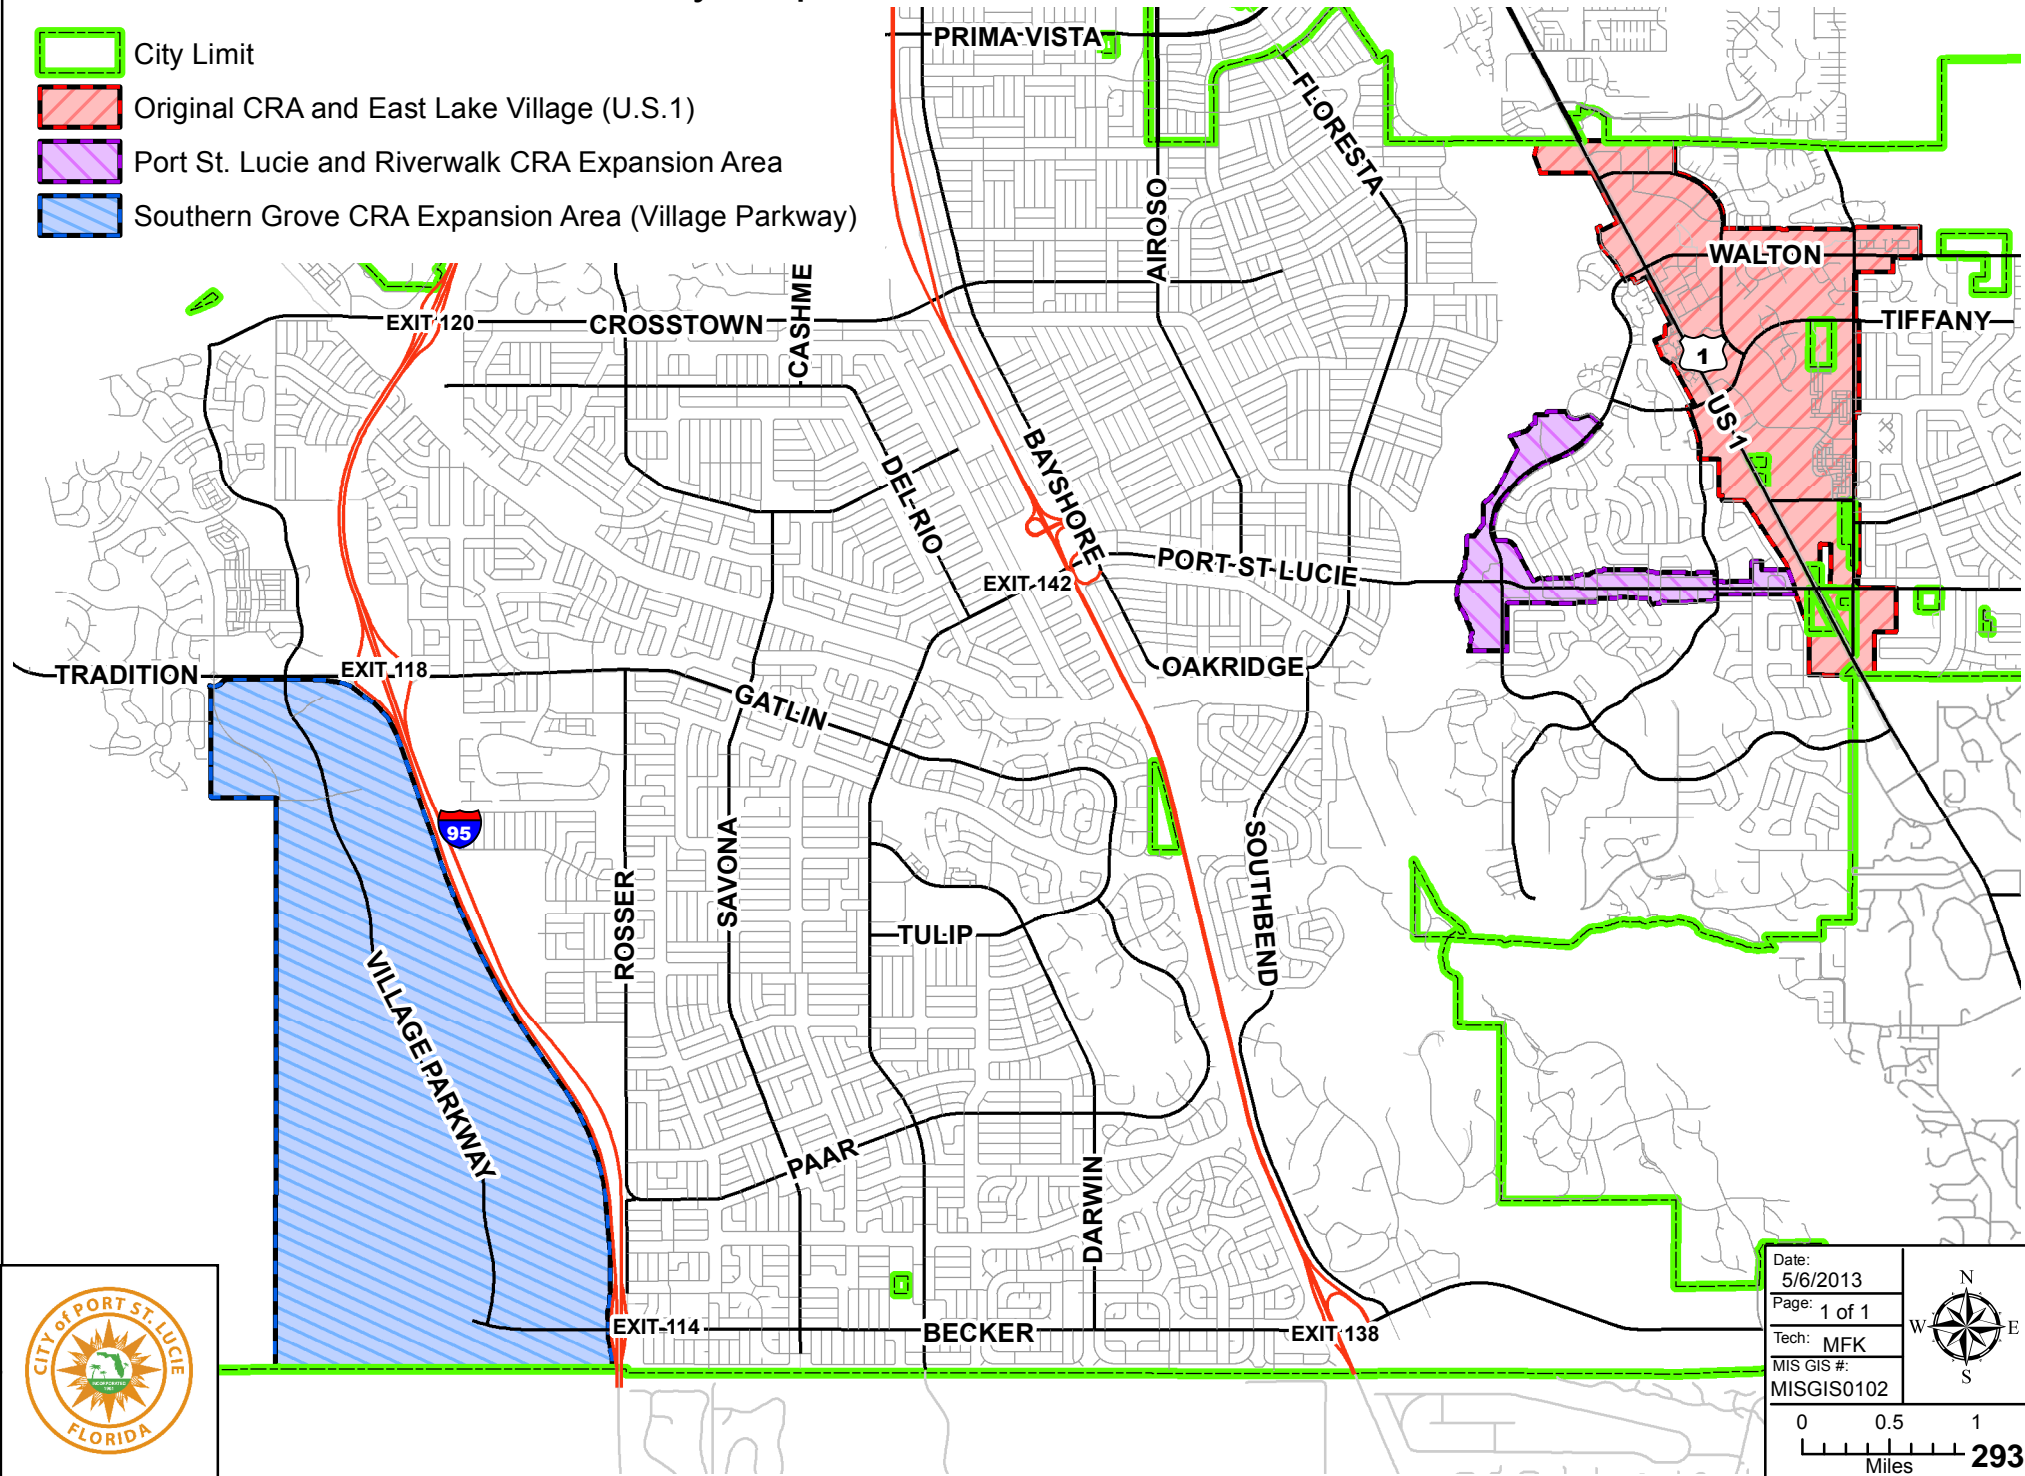 City Limit
Original CRA and East Lake Village (U.S.1)
Port St. Lucie and Riverwalk CRA Expansion Area
Southern Grove CRA Expansion Area (Village Parkway)
PRIMA VISTA
FLORESTA
AIROSO
WALTON
CASHME
EXIT 120
CROSSTOWN
TIFFANY
1
US 1
BAYSHORE
DEL RIO
EXIT 142
PORT ST LUCIE
TRADITION
EXIT 118
OAKRIDGE
GATLIN
95
SAVONA
ROSSER
SOUTHBEND
TULIP
VILLAGE PARKWAY
PAAR
DARWIN
EXIT 114
BECKER
EXIT 138
CITY of PORT ST. LUCIE
FLORIDA
Date:
5/6/2013
Page: 1 of 1
Tech: MFK
MIS GIS #:
MISGIS0102
N
W E
S
0 0.5 1
Miles
293